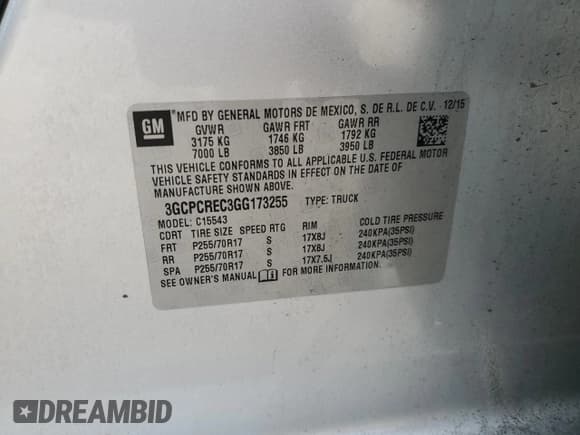 GM
MFD BY GENERAL MOTORS DE MEXICO, S. DE R.L. DE C.V. 12/15
GVWR GAWR FRT GAWR RR
3175 KG 1746 KG 1792 KG
7000 LB 3850 LB 3950 LB
THIS VEHICLE CONFORMS TO ALL APPLICABLE U.S. FEDERAL MOTOR
VEHICLE SAFETY STANDARDS IN EFFECT ON THE DATE OF
MANUFACTURE SHOWN ABOVE.
3GCPCREC3GG173255 TYPE: TRUCK
MODEL: C15543
CDRT TIRE SIZE SPEED RTG RIM COLD TIRE PRESSURE
FRT P255/70R17 S 17X8J 240KPA(35PSI)
RR P255/70R17 S 17X8J 240KPA(35PSI)
SPA P255/70R17 S 17X7.5J 240KPA(35PSI)
SEE OWNER'S MANUAL FOR MORE INFORMATION.
DREAMBID